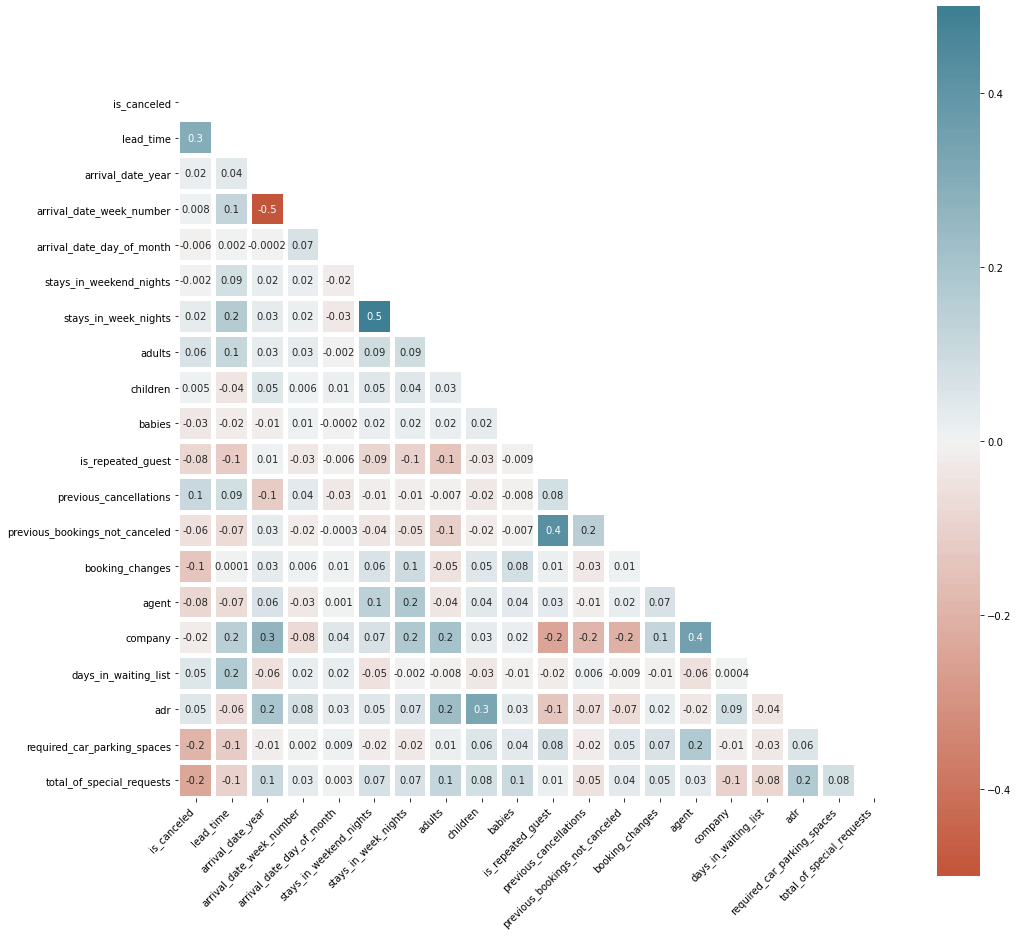 0.4
is_canceled
lead_time 0.3
arrival_date_year 0.02 0.04
0.2
arrival_date_week_number 0.008 0.1 -0.5
arrival_date_day_of_month -0.006 0.002 -0.0002 0.07
stays_in_weekend_nights -0.002 0.09 0.02 0.02 -0.02
stays_in_week_nights 0.02 0.2 0.03 0.02 -0.03 0.5
adults 0.06 0.1 0.03 0.03 -0.002 0.09 0.09
children 0.005 -0.04 0.05 0.006 0.01 0.05 0.04 0.03
babies -0.03 -0.02 -0.01 0.01 -0.0002 0.02 0.02 0.02 0.02
0.0
is_repeated_guest -0.08 -0.1 0.01 -0.03 -0.006 -0.09 -0.1 -0.1 -0.03 -0.009
previous_cancellations 0.1 0.09 -0.1 0.04 -0.03 -0.01 -0.01 -0.007 -0.02 -0.008 0.08
previous_bookings_not_canceled -0.06 -0.07 0.03 -0.02 -0.0003 -0.04 -0.05 -0.1 -0.02 -0.007 0.4 0.2
booking_changes -0.1 0.0001 0.03 0.006 0.01 0.06 0.1 -0.05 0.05 0.08 0.01 -0.03 0.01
agent -0.08 -0.07 0.06 -0.03 0.001 0.1 0.2 -0.04 0.04 0.04 0.03 -0.01 0.02 0.07
-0.2
company -0.02 0.2 0.3 -0.08 0.04 0.07 0.2 0.2 0.03 0.02 -0.2 -0.2 -0.2 0.1 0.4
days_in_waiting_list 0.05 0.2 -0.06 0.02 0.02 -0.05 -0.002 -0.008 -0.03 -0.01 -0.02 0.006 -0.009 -0.01 -0.06 0.0004
adr 0.05 -0.06 0.2 0.08 0.03 0.05 0.07 0.2 0.3 0.03 -0.1 -0.07 -0.07 0.02 -0.02 0.09 -0.04
required_car_parking_spaces -0.2 -0.1 -0.01 0.002 0.009 -0.02 -0.02 0.01 0.06 0.04 0.08 -0.02 0.05 0.07 0.2 -0.01 -0.03 0.06
total_of_special_requests -0.2 -0.1 0.1 0.03 0.003 0.07 0.07 0.1 0.08 0.1 0.01 -0.05 0.04 0.05 0.03 -0.1 -0.08 0.2 0.08
-0.4
is_canceled
lead_time
arrival_date_year
arrival_date_week_number
arrival_date_day_of_month
stays_in_weekend_nights
stays_in_week_nights
adults
children
babies
is_repeated_guest
previous_cancellations
previous_bookings_not_canceled
booking_changes
agent
company
days_in_waiting_list
adr
required_car_parking_spaces
total_of_special_requests